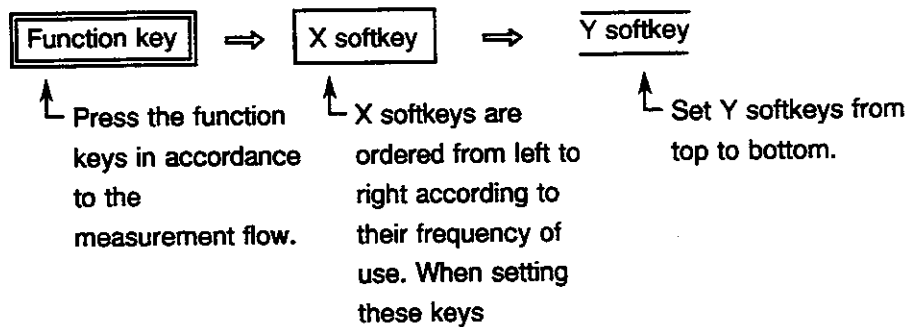 Function key ⇒ X softkey ⇒ Y softkey
Press the function
keys in accordance
to the
measurement flow.
X softkeys are
ordered from left to
right according to
their frequency of
use. When setting
these keys
Set Y softkeys from
top to bottom.